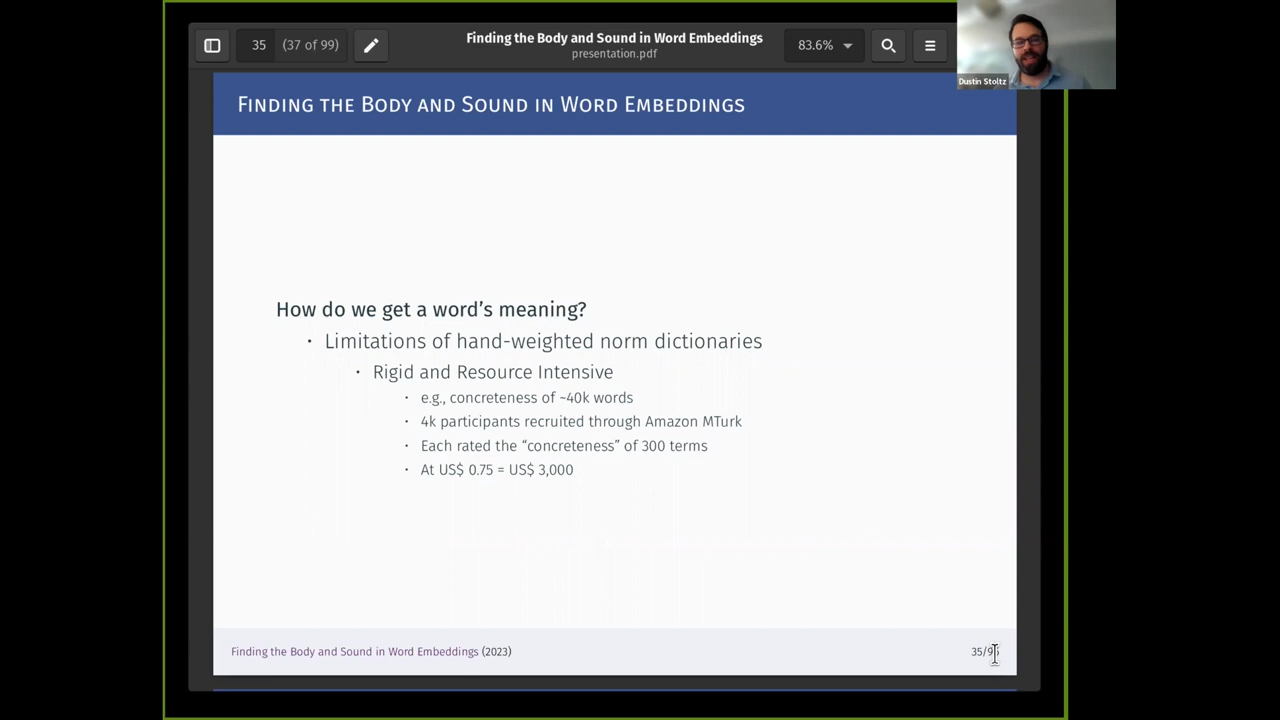 35 (37 of 99)
Finding the Body and Sound in Word Embeddings
presentation.pdf
83.6%
Dustin Stoltz
Finding the Body and Sound in Word Embeddings
How do we get a word's meaning?
· Limitations of hand-weighted norm dictionaries
· Rigid and Resource Intensive
· e.g., concreteness of ~40k words
· 4k participants recruited through Amazon MTurk
· Each rated the “concreteness” of 300 terms
· At US$ 0.75 = US$ 3,000
Finding the Body and Sound in Word Embeddings (2023)